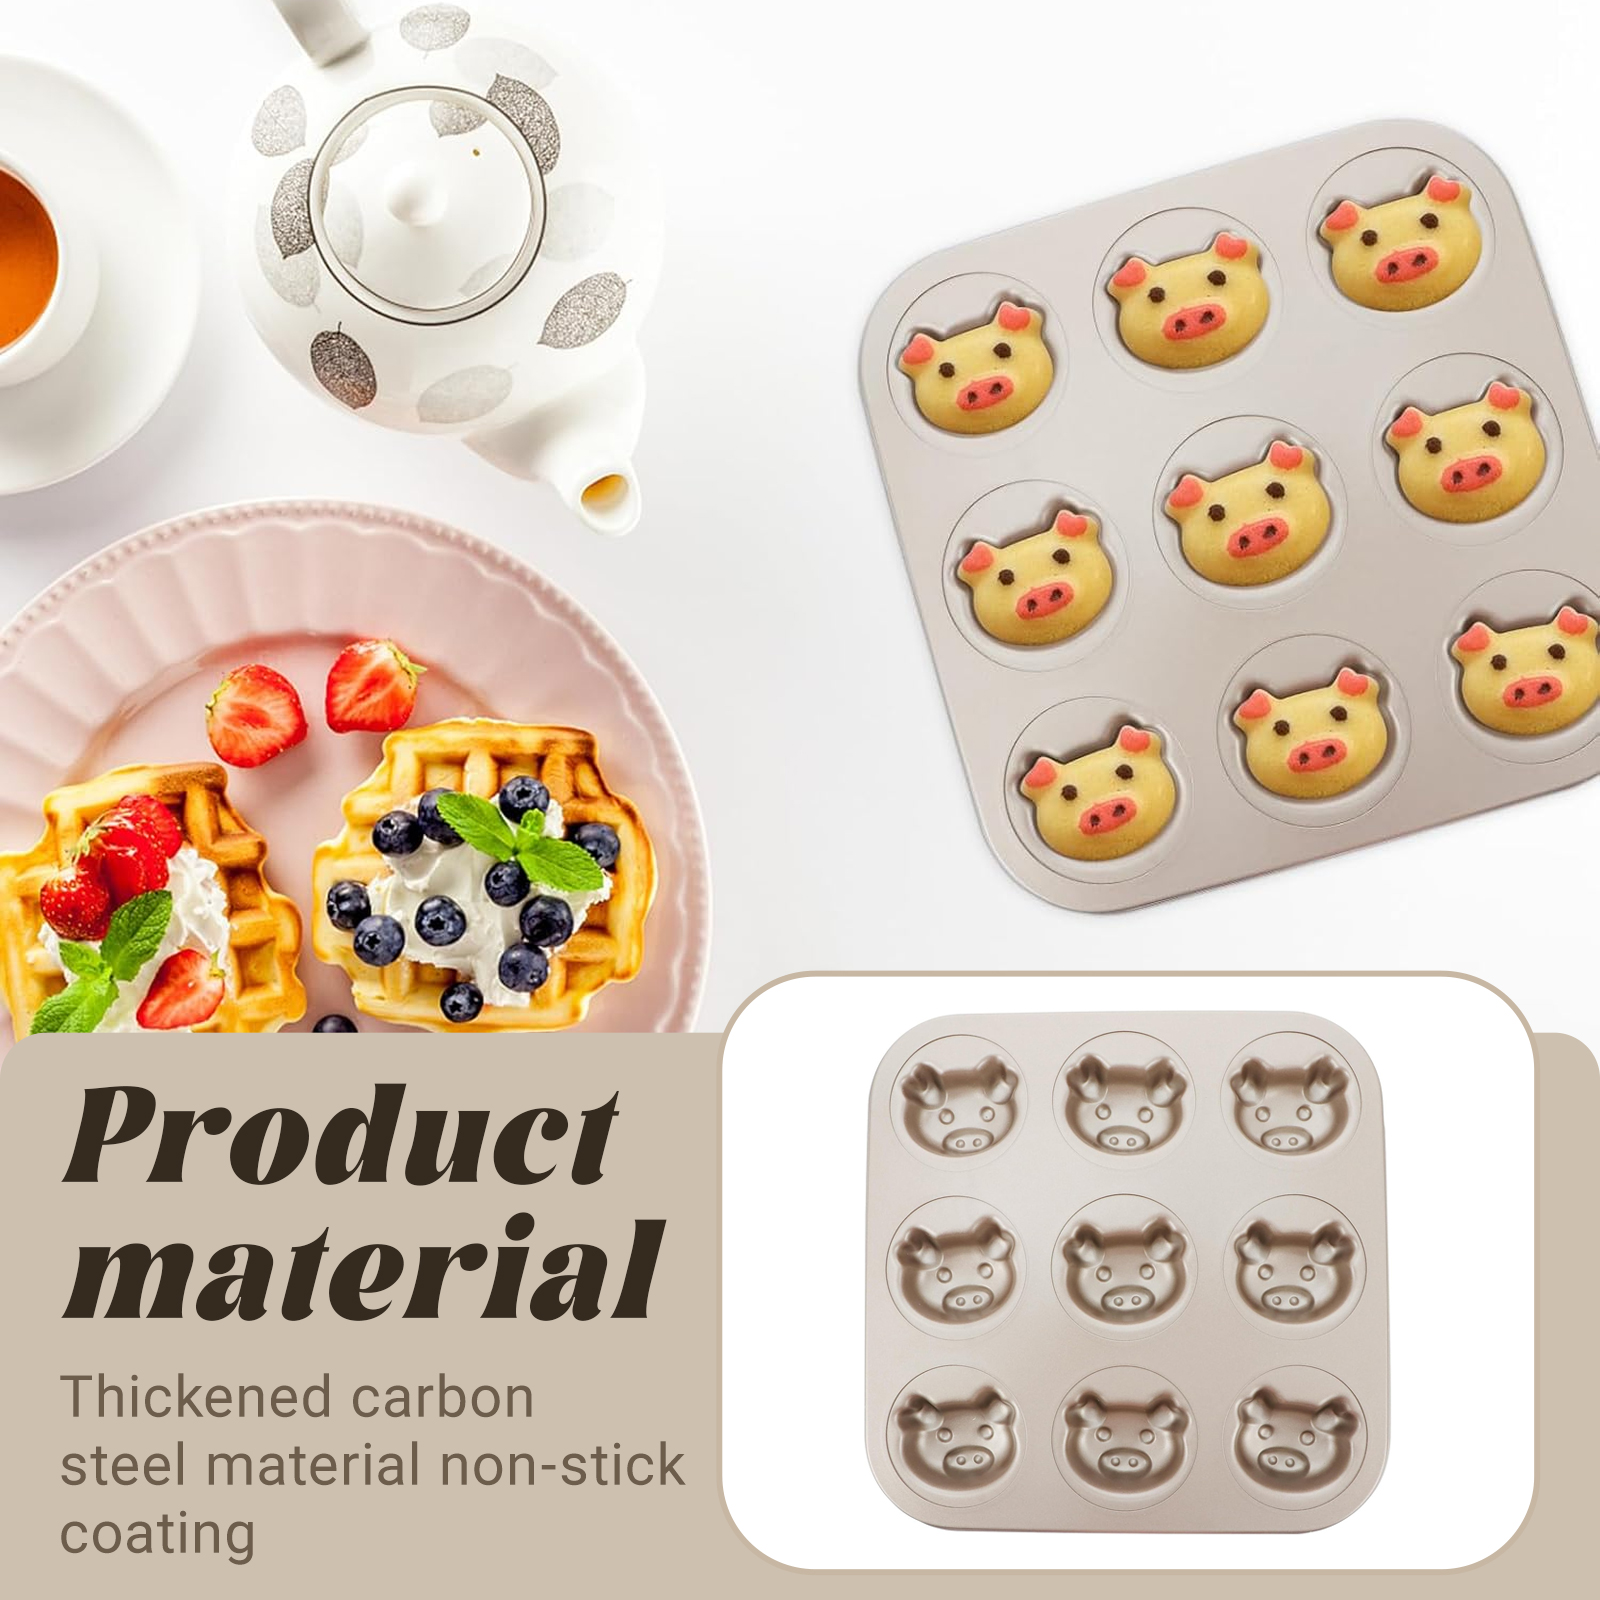 Product
material
Thickened carbon
steel material non-stick
coating